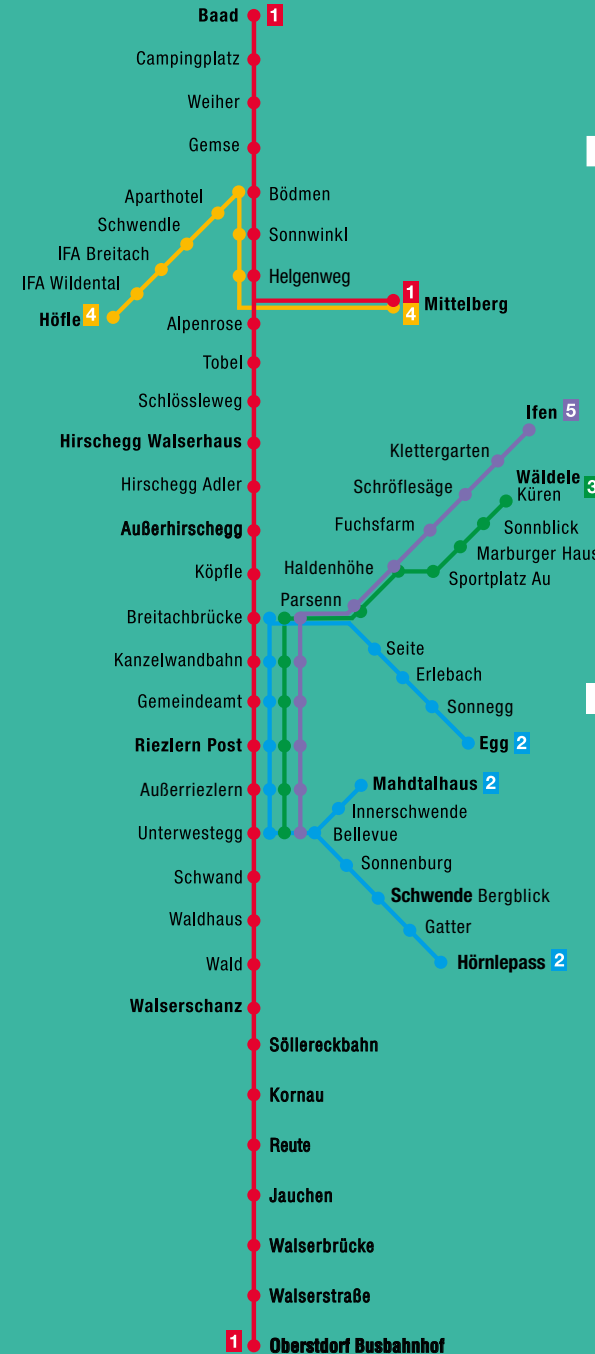 Baad 1
Campingplatz
Weiher
Gemse
Aparthotel
Bödmen
Schwendle
Sonnwinkl
IFA Breitach
Helgenweg
IFA Wildental
1
Mittelberg
4
Höfle 4
Alpenrose
Tobel
Schlössleweg
Ifen 5
Hirschegg Walserhaus
Klettergarten
Wäldele 3
Küren
Hirschegg Adler
Schröflesäge
Außerhirschegg
Fuchsfarm
Sonnblick
Marburger Haus
Köpfle
Haldenhöhe
Sportplatz Au
Parsenn
Breitachbrücke
Seite
Kanzelwandbahn
Erlebach
Gemeindeamt
Sonnegg
Riezlern Post
Egg 2
Außerriezlern
Mahdtalhaus 2
Innerschwende
Unterwestegg
Bellevue
Sonnenburg
Schwand
Schwende Bergblick
Waldhaus
Gatter
Wald
Hörnlepass 2
Walserschanz
Söllereckbahn
Kornau
Reute
Jauchen
Walserbrücke
Walserstraße
1 Oberstdorf Busbahnhof